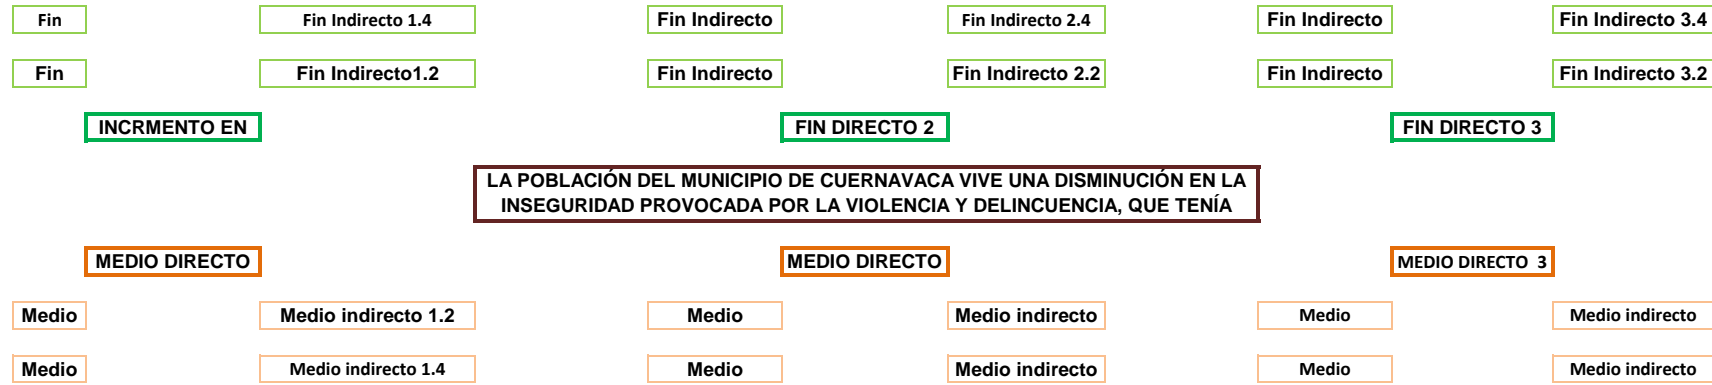 Fin
Fin Indirecto 1.4
Fin Indirecto
Fin Indirecto 2.4
Fin Indirecto
Fin Indirecto 3.4
Fin
Fin Indirecto1.2
Fin Indirecto
Fin Indirecto 2.2
Fin Indirecto
Fin Indirecto 3.2
INCRMENTO EN
FIN DIRECTO 2
FIN DIRECTO 3
LA POBLACIÓN DEL MUNICIPIO DE CUERNAVACA VIVE UNA DISMINUCIÓN EN LA
INSEGURIDAD PROVOCADA POR LA VIOLENCIA Y DELINCUENCIA, QUE TENÍA
MEDIO DIRECTO
MEDIO DIRECTO
MEDIO DIRECTO 3
Medio
Medio indirecto 1.2
Medio
Medio indirecto
Medio
Medio indirecto
Medio
Medio indirecto 1.4
Medio
Medio indirecto
Medio
Medio indirecto